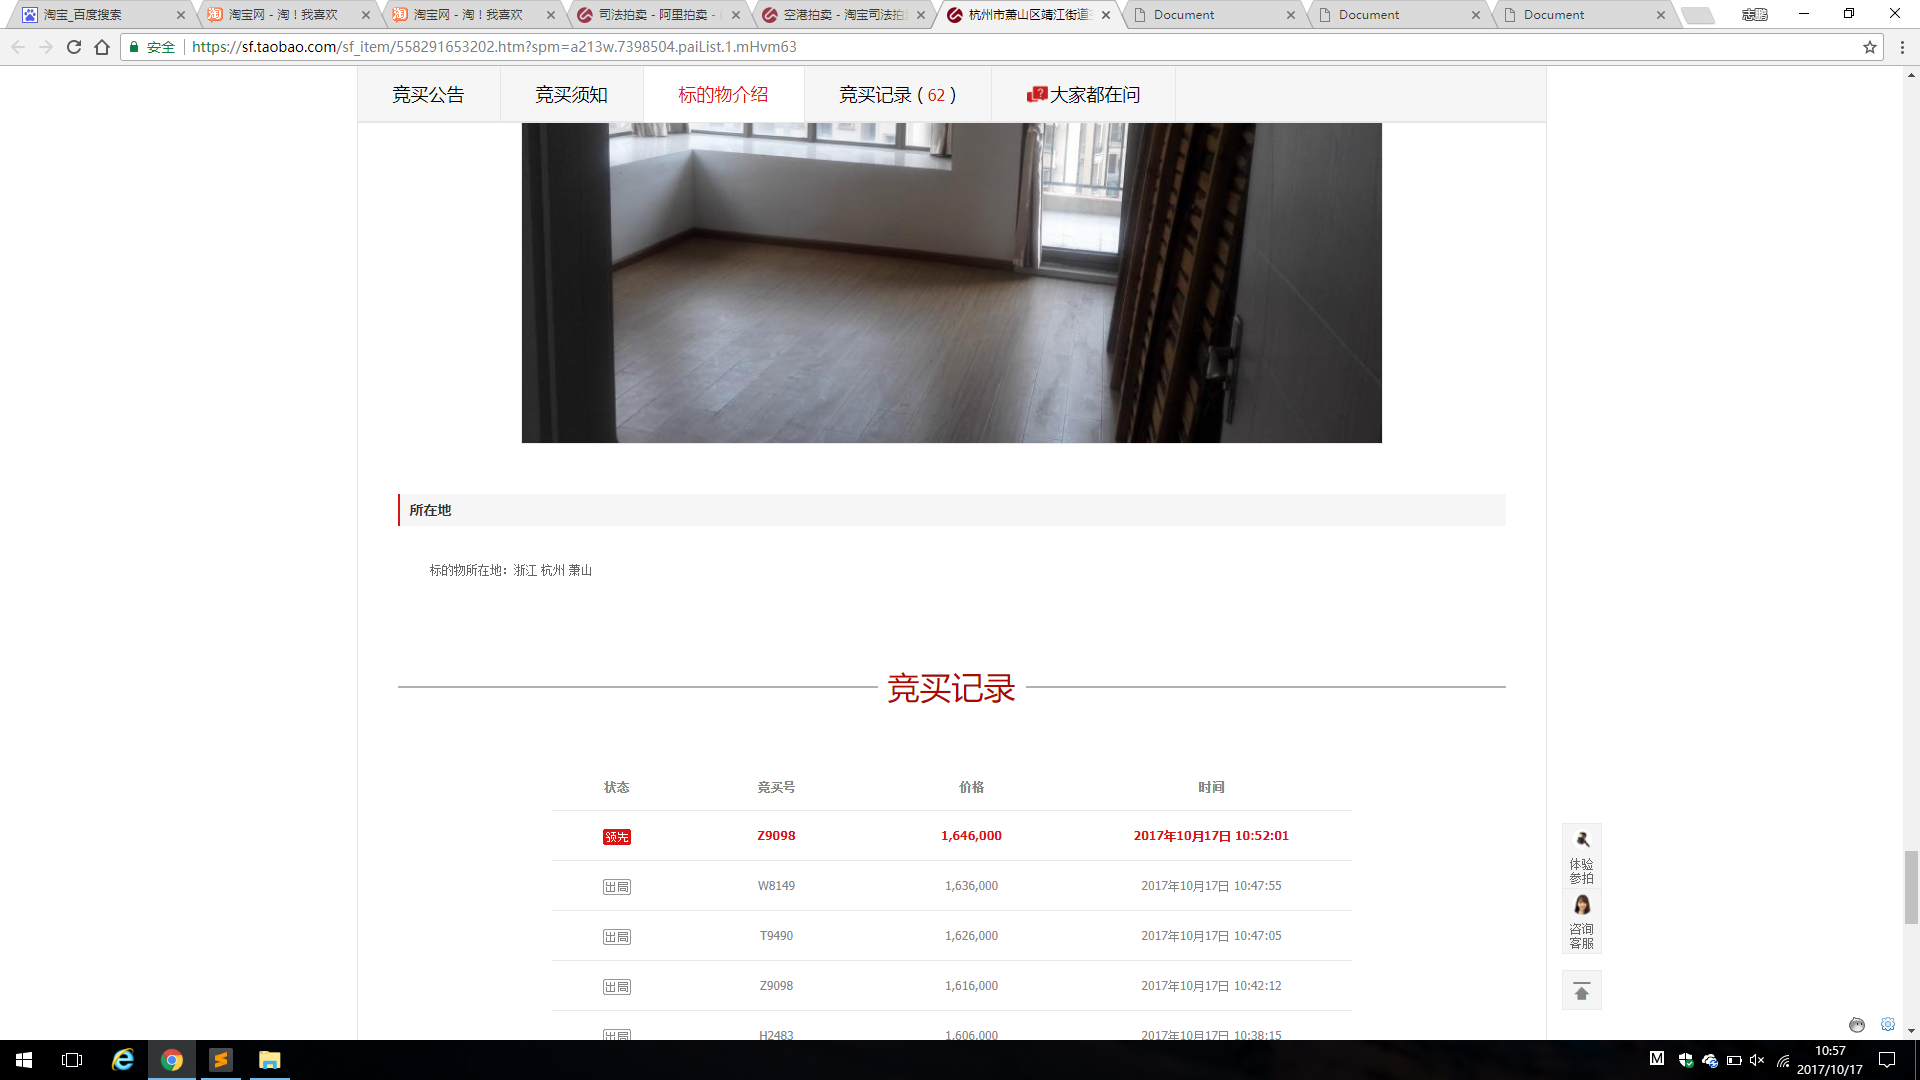 淘宝_百度搜索
淘宝网 - 淘！我喜欢
淘宝网 - 淘！我喜欢
司法拍卖 - 阿里拍卖 -
空港拍卖 - 淘宝司法拍
杭州市萧山区靖江街道
Document
Document
Document
志鹏
安全
https://sf.taobao.com/sf_item/558291653202.htm?spm=a213w.7398504.paiList.1.mHvm63
竞买公告
竞买须知
标的物介绍
竞买记录 ( 62 )
大家都在问
所在地
标的物所在地：浙江 杭州 萧山
竞买记录
状态 竞买号 价格 时间
领先 Z9098 1,646,000 2017年10月17日 10:52:01
出局 W8149 1,636,000 2017年10月17日 10:47:55
出局 T9490 1,626,000 2017年10月17日 10:47:05
出局 Z9098 1,616,000 2017年10月17日 10:42:12
出局 H2483 1,606,000 2017年10月17日 10:38:15
体验
参拍
咨询
客服
M
10:57
2017/10/17